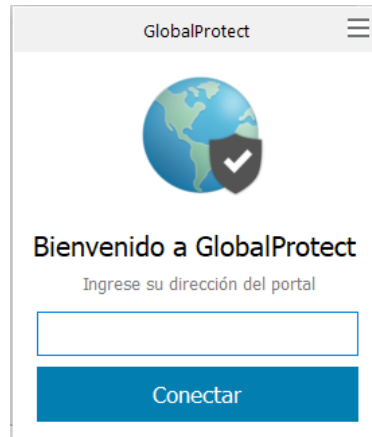 GlobalProtect
Bienvenido a GlobalProtect
Ingrese su dirección del portal
Conectar